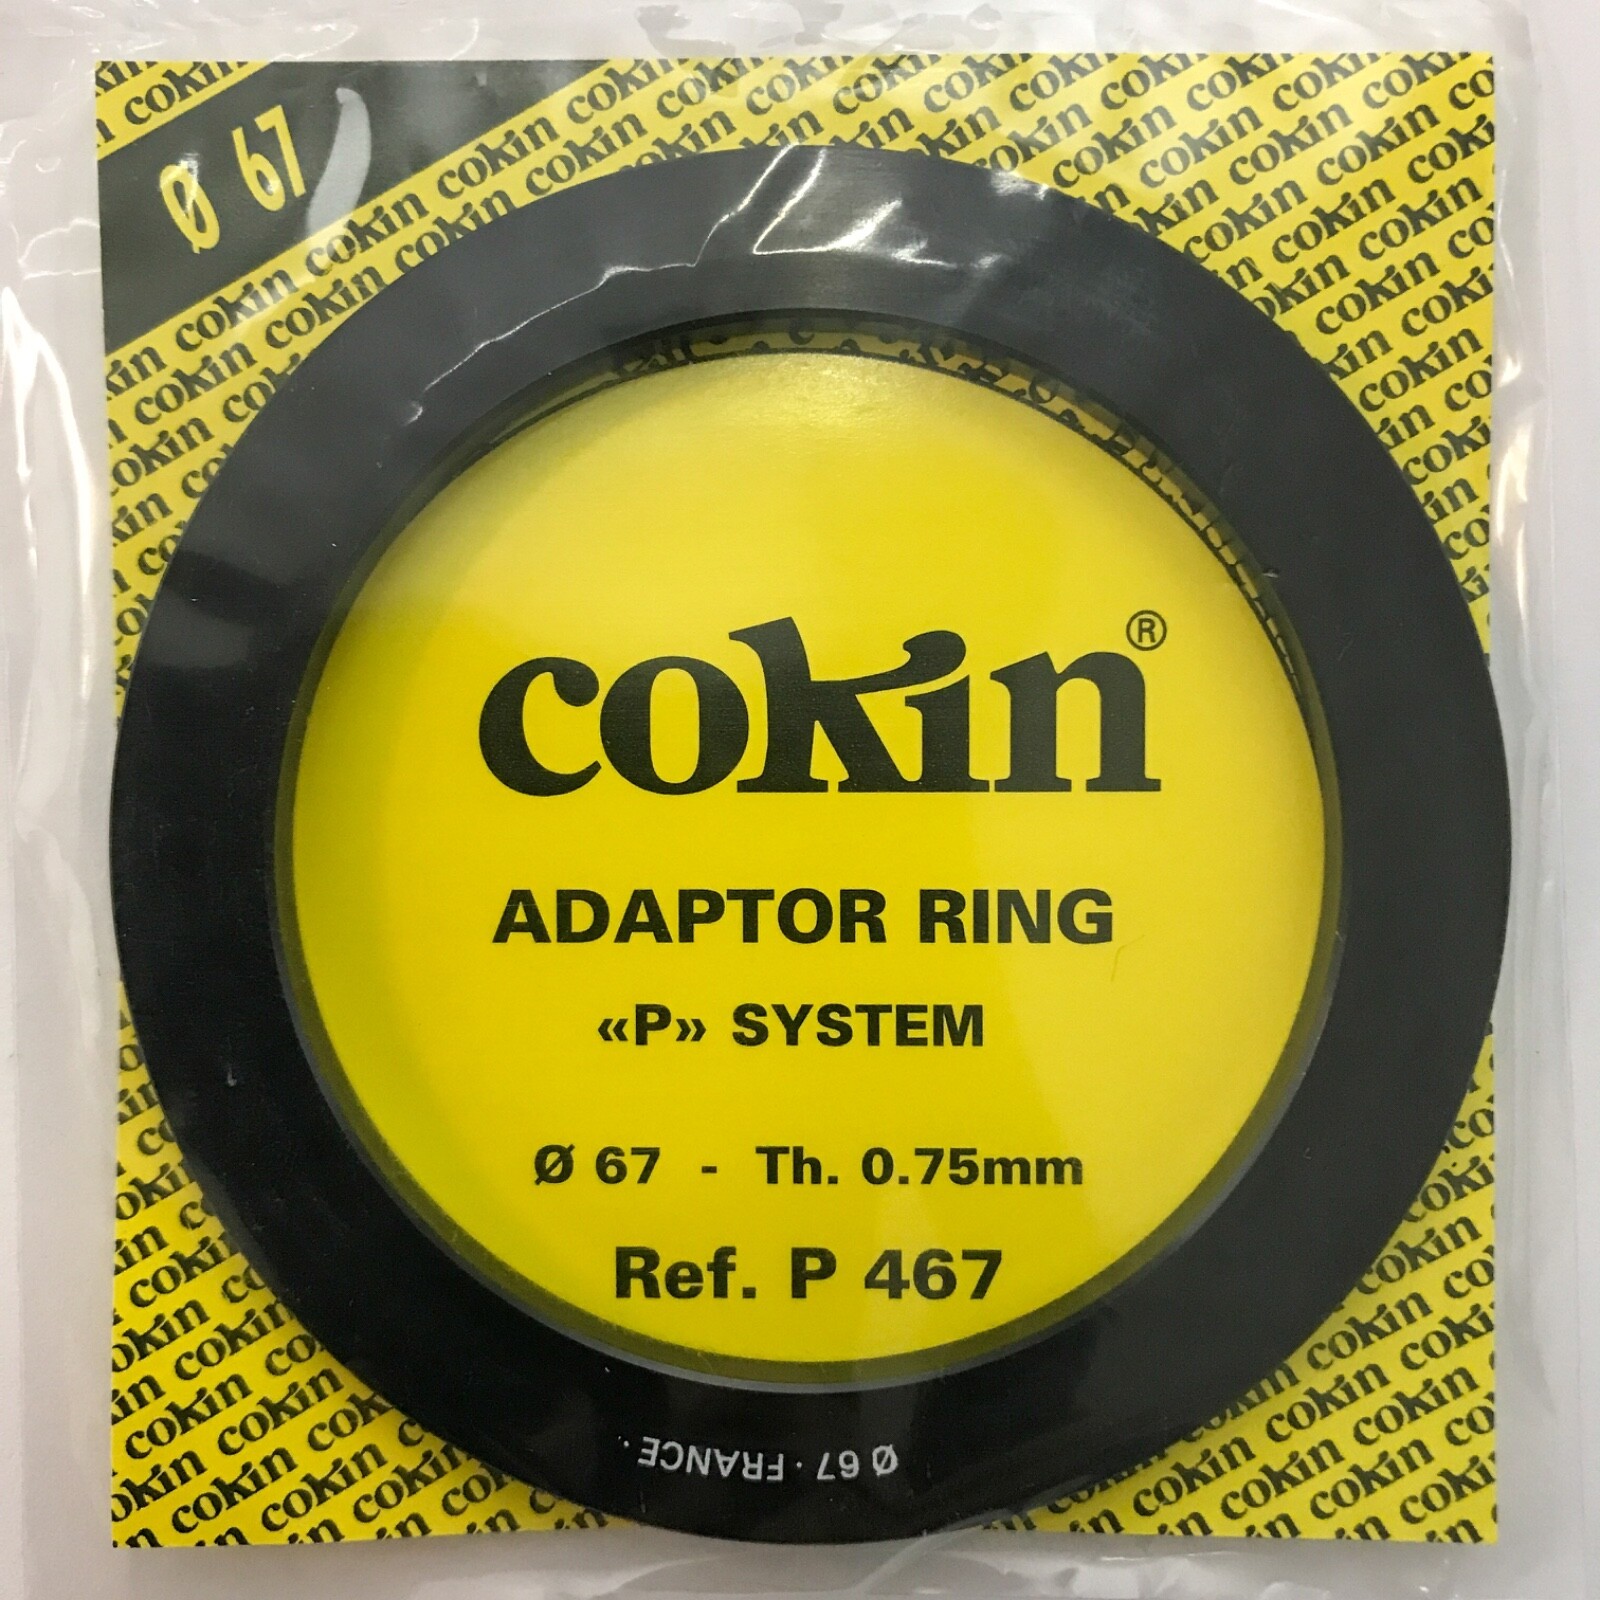 Ø 67
cokin®
ADAPTOR RING
«P» SYSTEM
Ø 67 - Th. 0.75mm
Ref. P 467
Ø 67 · FRANCE ·